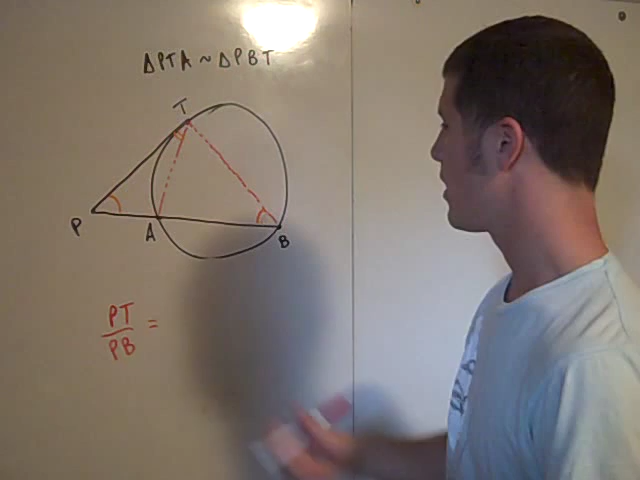 ΔPTA ~ ΔPBT
T
P
A
B
PT
PB =